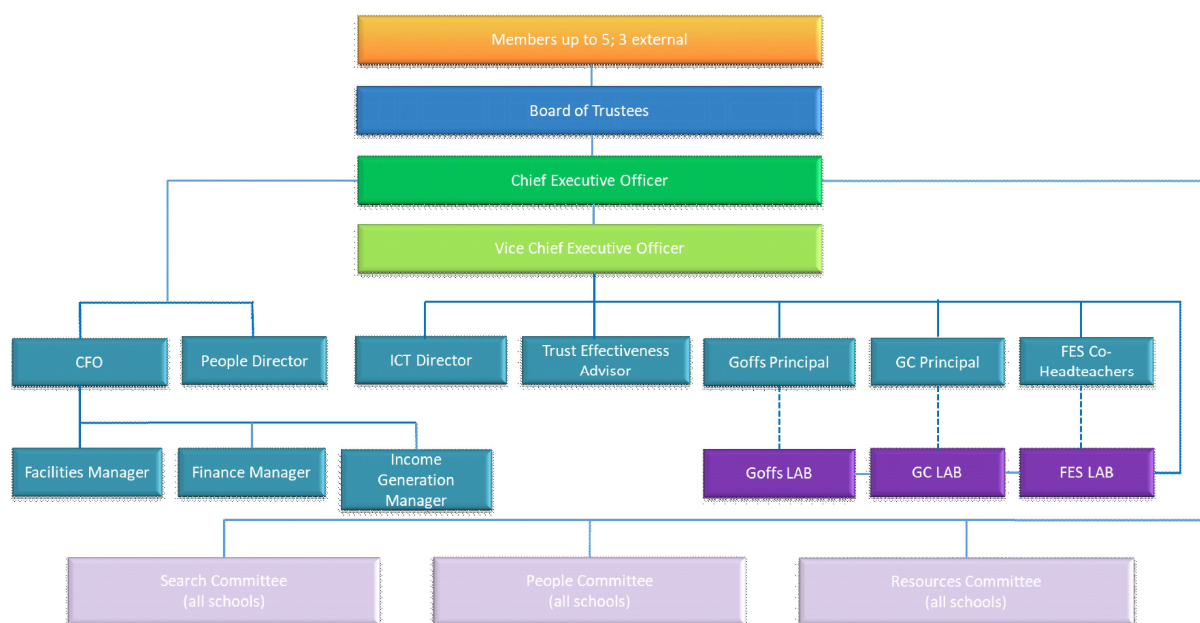 Members up to 5; 3 external
Board of Trustees
Chief Executive Officer
Vice Chief Executive Officer
CFO
People Director
ICT Director
Trust Effectiveness
Advisor
Goffs Principal
GC Principal
FES Co-
Headteachers
Facilities Manager
Finance Manager
Income
Generation
Manager
Goffs LAB
GC LAB
FES LAB
Search Committee
(all schools)
People Committee
(all schools)
Resources Committee
(all schools)